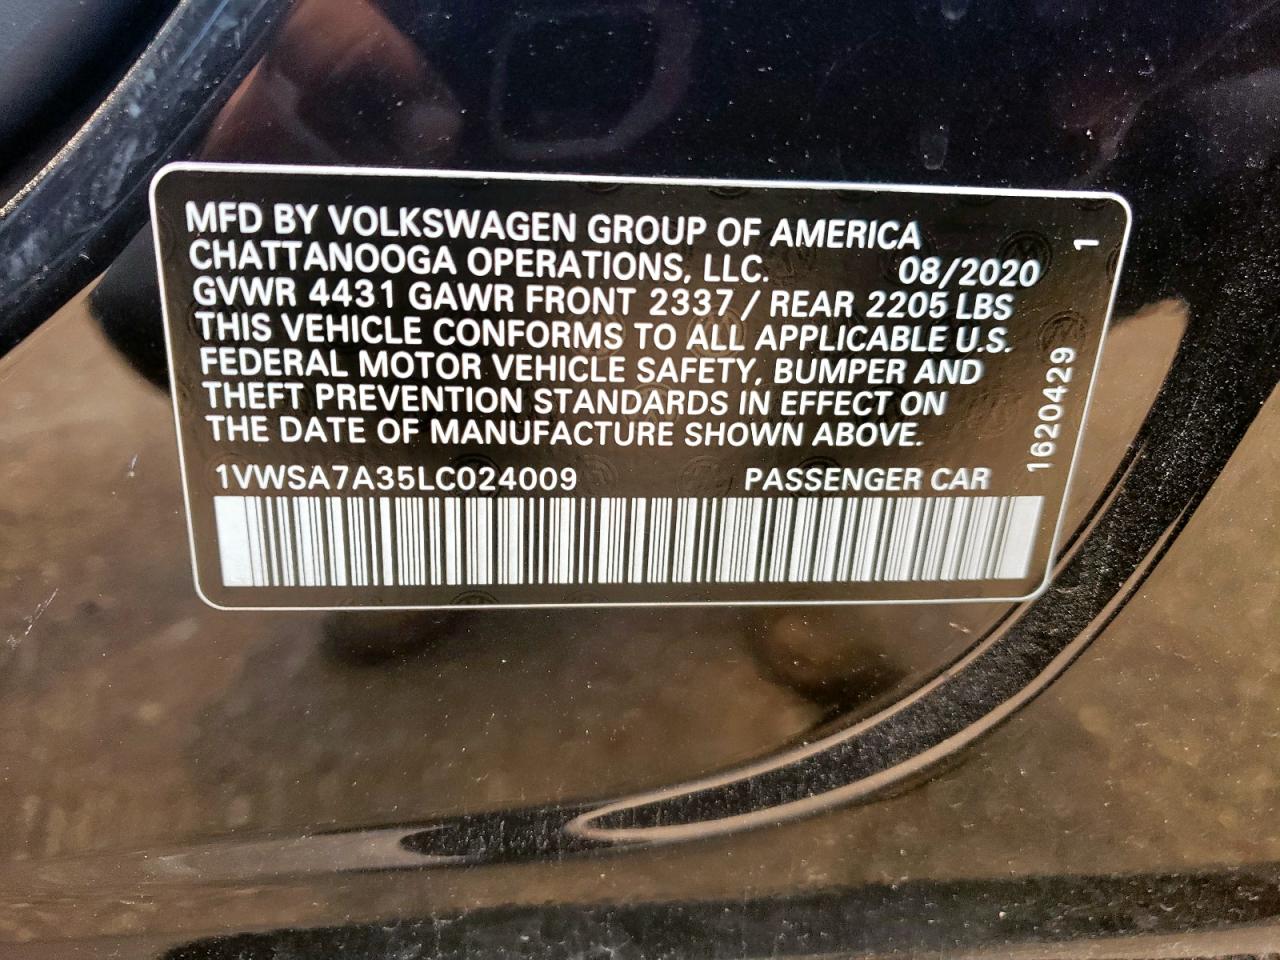 MFD BY VOLKSWAGEN GROUP OF AMERICA
CHATTANOOGA OPERATIONS, LLC. 08/2020
GVWR 4431 GAWR FRONT 2337 / REAR 2205 LBS
THIS VEHICLE CONFORMS TO ALL APPLICABLE U.S.
FEDERAL MOTOR VEHICLE SAFETY, BUMPER AND
THEFT PREVENTION STANDARDS IN EFFECT ON
THE DATE OF MANUFACTURE SHOWN ABOVE.
1VWSA7A35LC024009 PASSENGER CAR
1620429 1